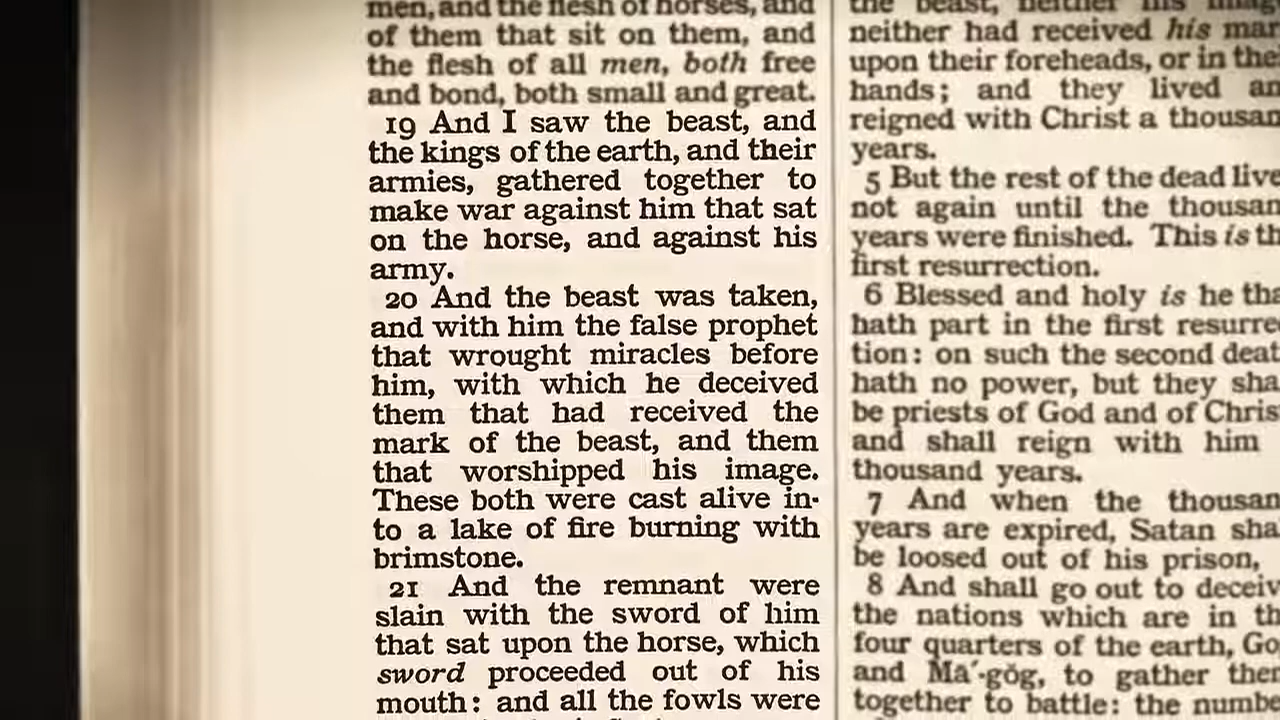 men, and the flesh of horses, and
of them that sit on them, and
the flesh of all men, both free
and bond, both small and great.
19 And I saw the beast, and
the kings of the earth, and their
armies, gathered together to
make war against him that sat
on the horse, and against his
army.
20 And the beast was taken,
and with him the false prophet
that wrought miracles before
him, with which he deceived
them that had received the
mark of the beast, and them
that worshipped his image.
These both were cast alive in-
to a lake of fire burning with
brimstone.
21 And the remnant were
slain with the sword of him
that sat upon the horse, which
sword proceeded out of his
mouth: and all the fowls were
the beast, neither his
neither had received his mar
upon their foreheads, or in the
hands; and they lived an
reigned with Christ a thousan
years.
5 But the rest of the dead live
not again until the thousan
years were finished. This is th
first resurrection.
6 Blessed and holy is he tha
hath part in the first resurre
tion: on such the second deat
hath no power, but they sha
be priests of God and of Chris
and shall reign with him
thousand years.
7 And when the thousan
years are expired, Satan sha
be loosed out of his prison,
8 And shall go out to deceiv
the nations which are in th
four quarters of the earth, Go
and Mā´-gŏg, to gather ther
together to battle: the numbe